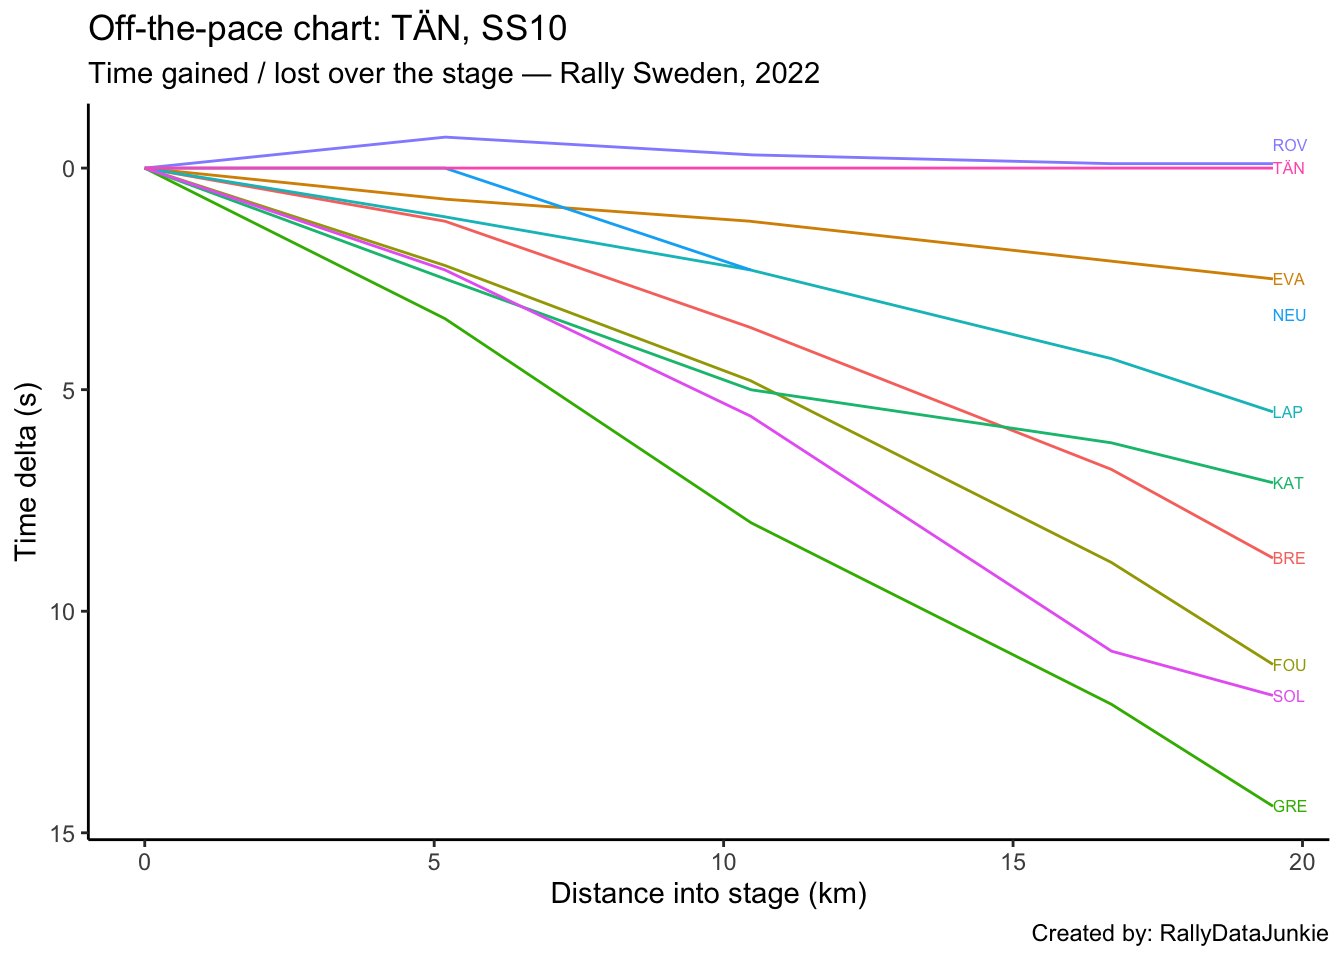 Off-the-pace chart: TÄN, SS10
Time gained / lost over the stage — Rally Sweden, 2022
ROV
0
TÄN
EVA
NEU
Time delta (s)
5
LAP
KAT
BRE
10
FOU
SOL
GRE
15
0 5 10 15 20
Distance into stage (km)
Created by: RallyDataJunkie